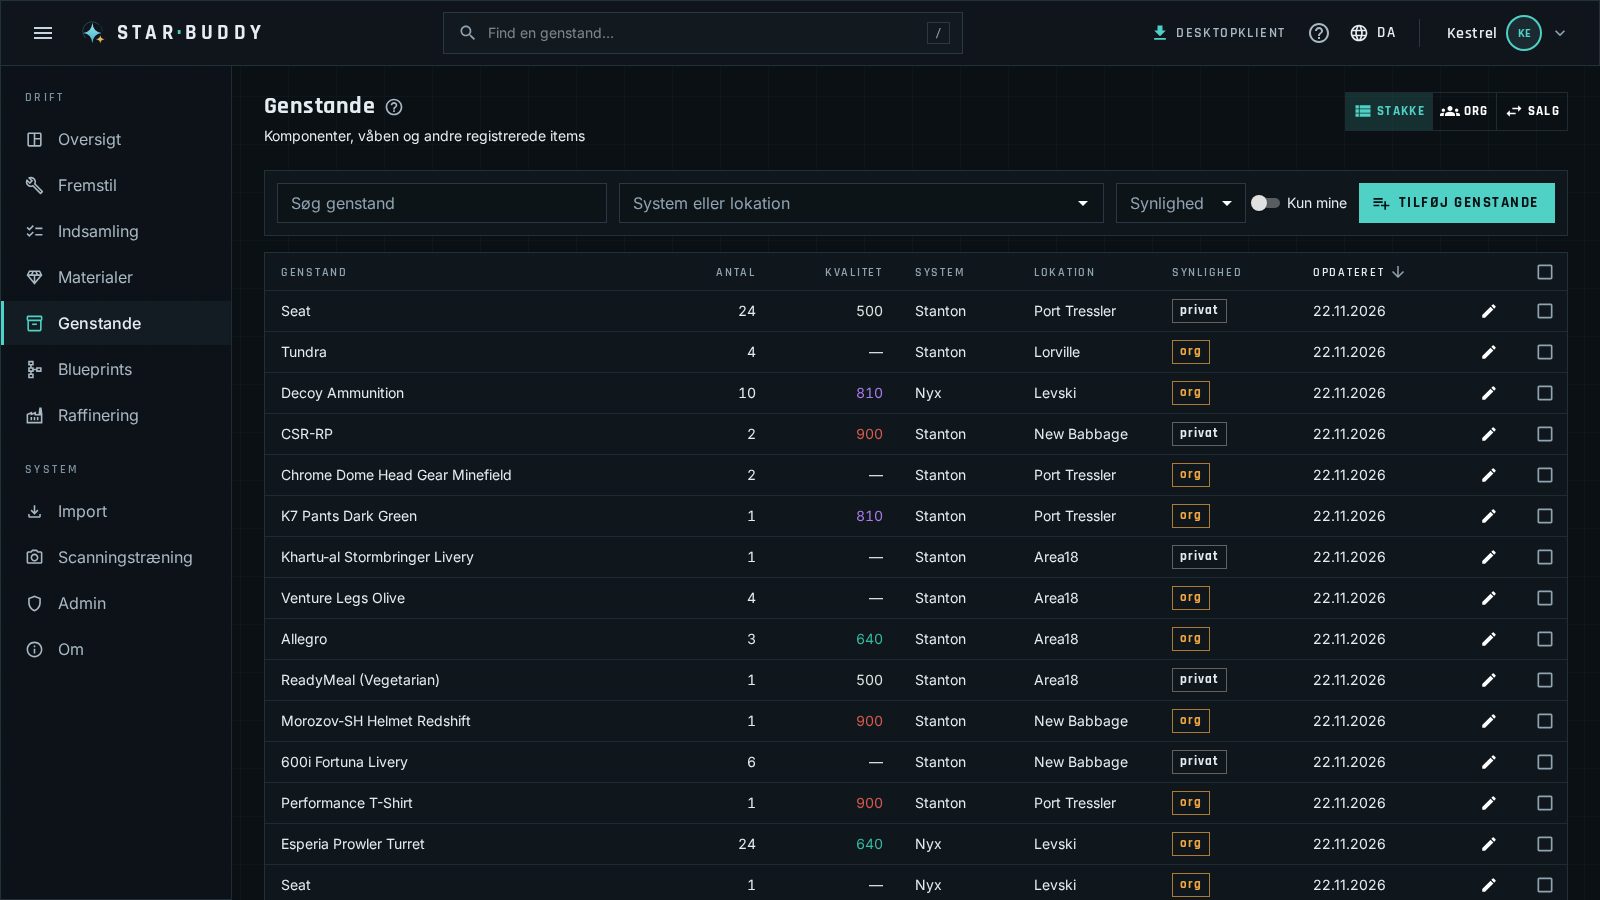 STAR·BUDDY
Find en genstand...
/
DESKTOPKLIENT
DA
Kestrel
KE
DRIFT
Oversigt
Fremstil
Indsamling
Materialer
Genstande
Blueprints
Raffinering
SYSTEM
Import
Scanningstræning
Admin
Om
Genstande
Komponenter, våben og andre registrerede items
STAKKE
ORG
SALG
Søg genstand
System eller lokation
Synlighed
Kun mine
TILFØJ GENSTANDE
GENSTAND ANTAL KVALITET SYSTEM LOKATION SYNLIGHED OPDATERET
Seat 24 500 Stanton Port Tressler privat 22.11.2026
Tundra 4 — Stanton Lorville org 22.11.2026
Decoy Ammunition 10 810 Nyx Levski org 22.11.2026
CSR-RP 2 900 Stanton New Babbage privat 22.11.2026
Chrome Dome Head Gear Minefield 2 — Stanton Port Tressler org 22.11.2026
K7 Pants Dark Green 1 810 Stanton Port Tressler org 22.11.2026
Khartu-al Stormbringer Livery 1 — Stanton Area18 privat 22.11.2026
Venture Legs Olive 4 — Stanton Area18 org 22.11.2026
Allegro 3 640 Stanton Area18 org 22.11.2026
ReadyMeal (Vegetarian) 1 500 Stanton Area18 privat 22.11.2026
Morozov-SH Helmet Redshift 1 900 Stanton New Babbage org 22.11.2026
600i Fortuna Livery 6 — Stanton New Babbage privat 22.11.2026
Performance T-Shirt 1 900 Stanton Port Tressler org 22.11.2026
Esperia Prowler Turret 24 640 Nyx Levski org 22.11.2026
Seat 1 — Nyx Levski org 22.11.2026